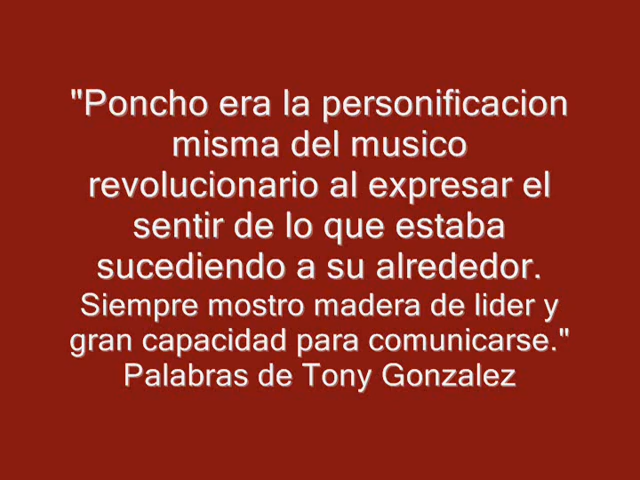 "Poncho era la personificacion
misma del musico
revolucionario al expresar el
sentir de lo que estaba
sucediendo a su alrededor.
Siempre mostro madera de lider y
gran capacidad para comunicarse."
Palabras de Tony Gonzalez